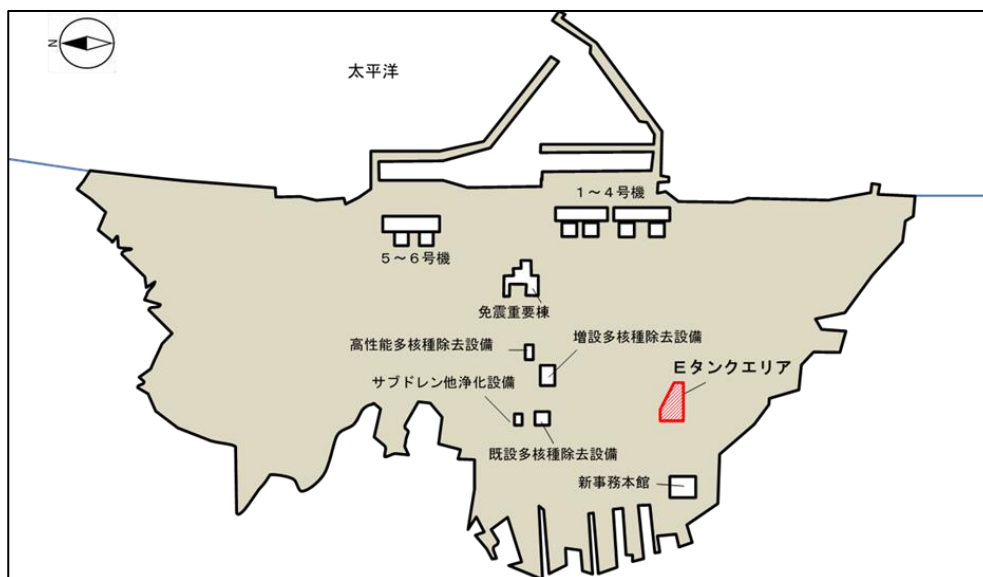 N
太平洋
1～4号機
5～6号機
免震重要棟
高性能多核種除去設備
増設多核種除去設備
Eタンクエリア
サブドレン他浄化設備
既設多核種除去設備
新事務本館